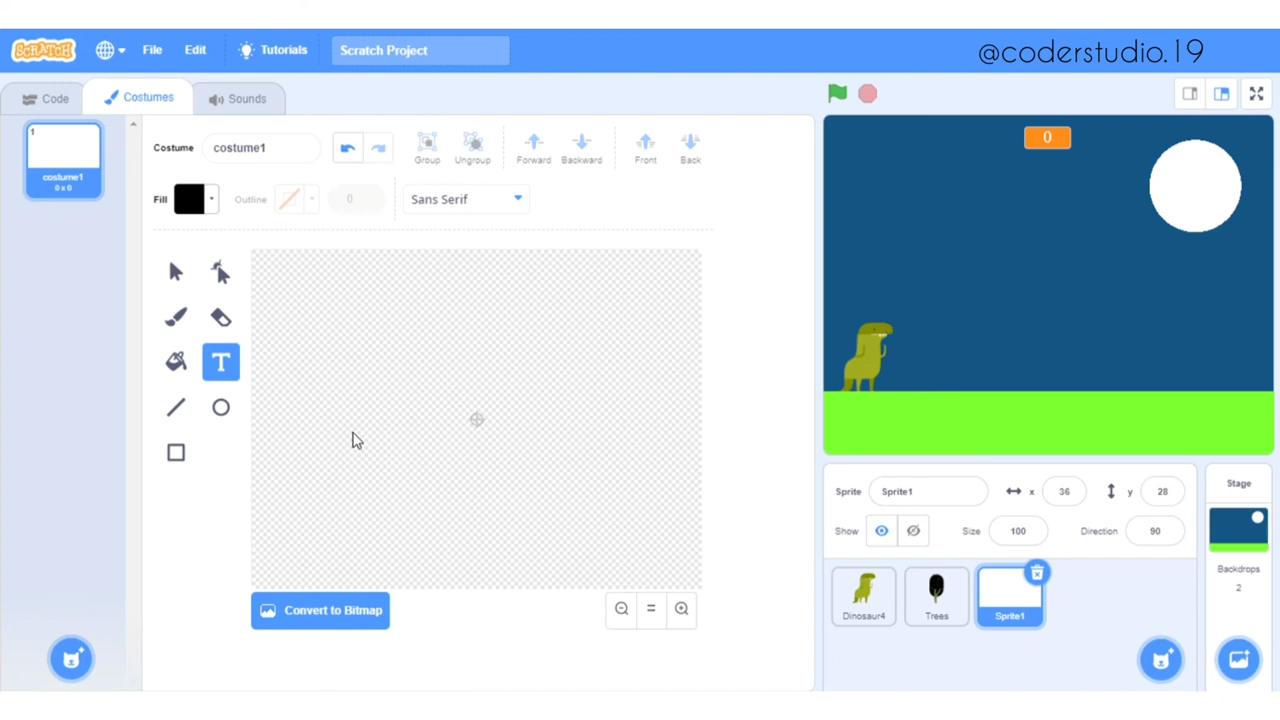 SCRATCH File Edit Tutorials Scratch Project @coderstudio.19
Code Costumes Sounds
1
costume1
0 x 0
Costume costume1 Group Ungroup Forward Backward Front Back
Fill Outline 0 Sans Serif
T
Convert to Bitmap
0
Sprite Sprite1 x 36 y 28
Show Size 100 Direction 90
Dinosaur4 Trees Sprite1
Stage
Backdrops
2